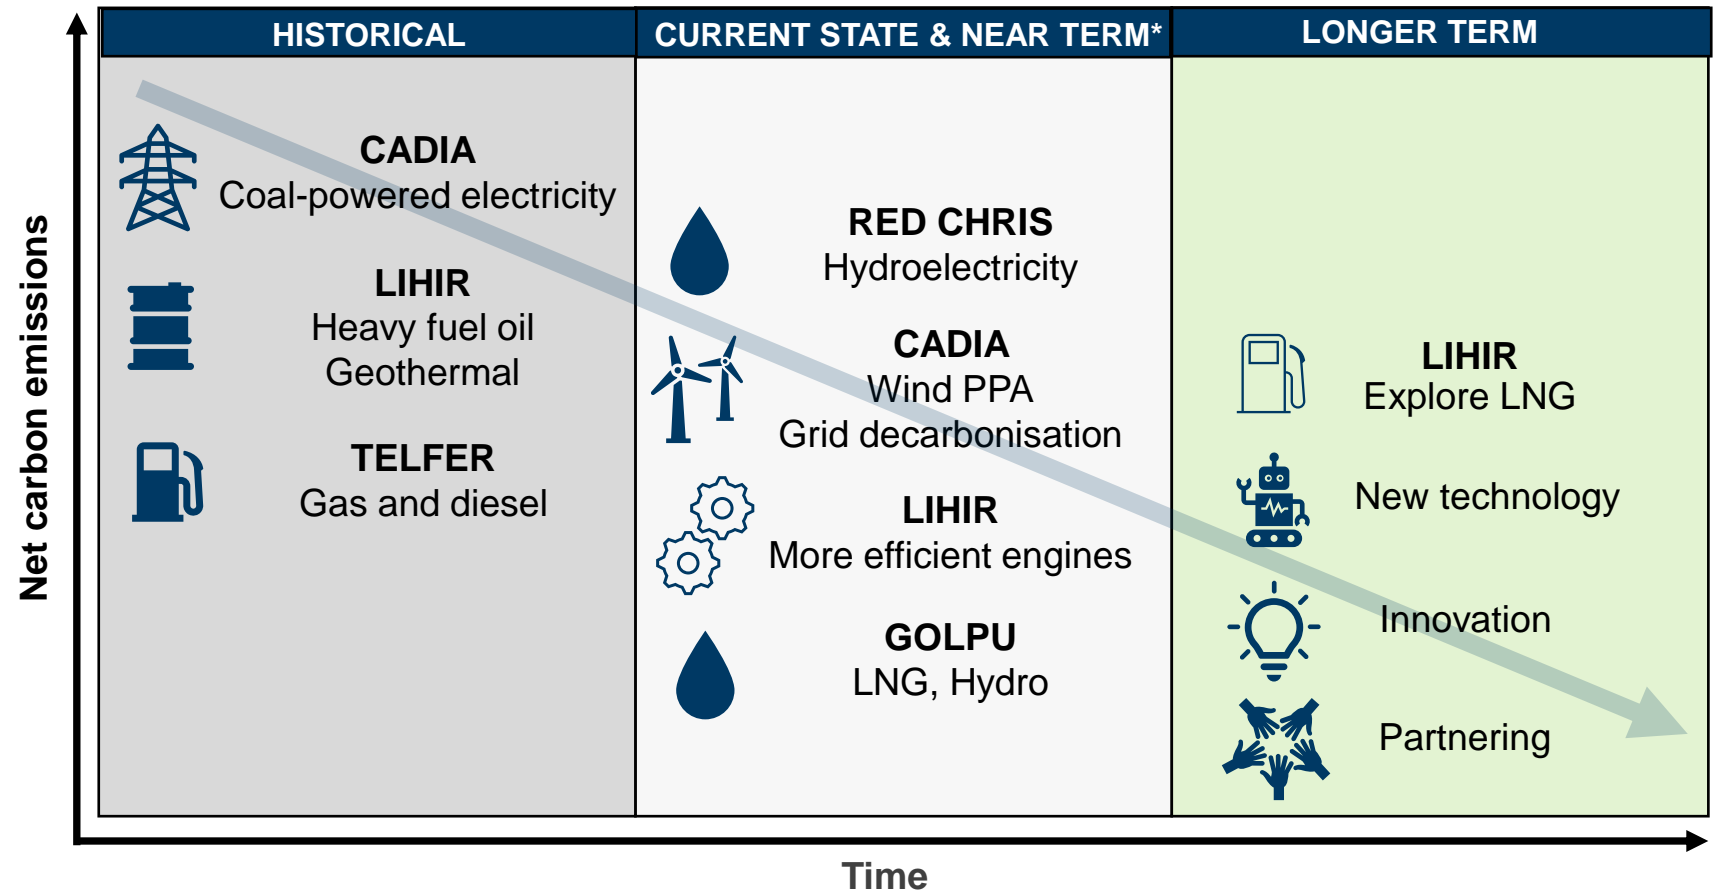 HISTORICAL
CADIA
Coal-powered electricity
LIHIR
Heavy fuel oil
Geothermal
TELFER
Gas and diesel
CURRENT STATE & NEAR TERM*
RED CHRIS
Hydroelectricity
CADIA
Wind PPA
Grid decarbonisation
LIHIR
More efficient engines
GOLPU
LNG, Hydro
LONGER TERM
LIHIR
Explore LNG
New technology
Innovation
Partnering
Net carbon emissions
Time